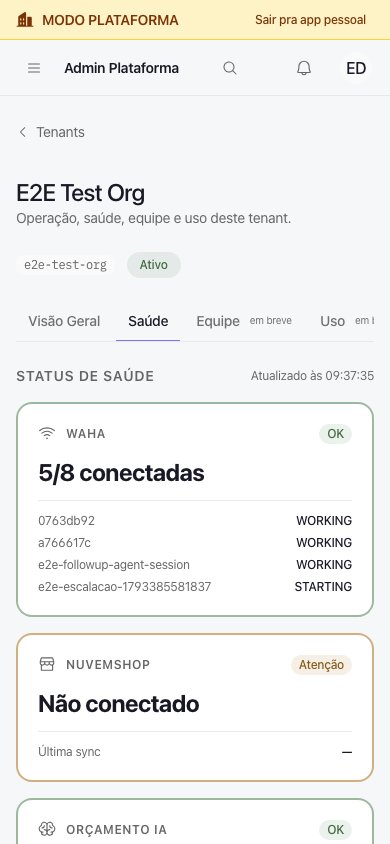 MODO PLATAFORMA
Sair pra app pessoal
Admin Plataforma
ED
Tenants
E2E Test Org
Operação, saúde, equipe e uso deste tenant.
e2e-test-org
Ativo
Visão Geral
Saúde
Equipe em breve
Uso em
STATUS DE SAÚDE
Atualizado às 09:37:35
WAHA
OK
5/8 conectadas
0763db92 WORKING
a766617c WORKING
e2e-followup-agent-session WORKING
e2e-escalacao-1793385581837 STARTING
NUVEMSHOP
Atenção
Não conectado
Última sync —
ORÇAMENTO IA
OK